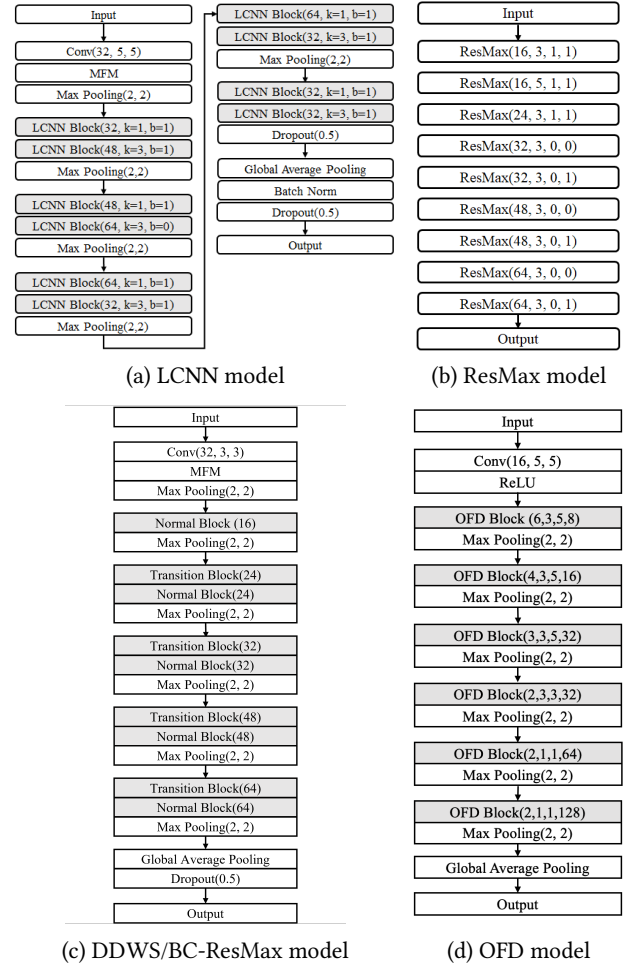 Input
Conv(32, 5, 5)
MFM
Max Pooling(2, 2)
LCNN Block(32, k=1, b=1)
LCNN Block(48, k=3, b=1)
Max Pooling(2,2)
LCNN Block(48, k=1, b=1)
LCNN Block(64, k=3, b=0)
Max Pooling(2,2)
LCNN Block(64, k=1, b=1)
LCNN Block(32, k=3, b=1)
Max Pooling(2,2)
LCNN Block(64, k=1, b=1)
LCNN Block(32, k=3, b=1)
Max Pooling(2,2)
LCNN Block(32, k=1, b=1)
LCNN Block(32, k=3, b=1)
Dropout(0.5)
Global Average Pooling
Batch Norm
Dropout(0.5)
Output
(a) LCNN model
Input
ResMax(16, 3, 1, 1)
ResMax(16, 5, 1, 1)
ResMax(24, 3, 1, 1)
ResMax(32, 3, 0, 0)
ResMax(32, 3, 0, 1)
ResMax(48, 3, 0, 0)
ResMax(48, 3, 0, 1)
ResMax(64, 3, 0, 0)
ResMax(64, 3, 0, 1)
Output
(b) ResMax model
Input
Conv(32, 3, 3)
MFM
Max Pooling(2, 2)
Normal Block (16)
Max Pooling(2, 2)
Transition Block(24)
Normal Block(24)
Max Pooling(2, 2)
Transition Block(32)
Normal Block(32)
Max Pooling(2, 2)
Transition Block(48)
Normal Block(48)
Max Pooling(2, 2)
Transition Block(64)
Normal Block(64)
Max Pooling(2, 2)
Global Average Pooling
Dropout(0.5)
Output
(c) DDWS/BC-ResMax model
Input
Conv(16, 5, 5)
ReLU
OFD Block (6,3,5,8)
Max Pooling(2, 2)
OFD Block(4,3,5,16)
Max Pooling(2, 2)
OFD Block(3,3,5,32)
Max Pooling(2, 2)
OFD Block(2,3,3,32)
Max Pooling(2, 2)
OFD Block(2,1,1,64)
Max Pooling(2, 2)
OFD Block(2,1,1,128)
Max Pooling(2, 2)
Global Average Pooling
Output
(d) OFD model